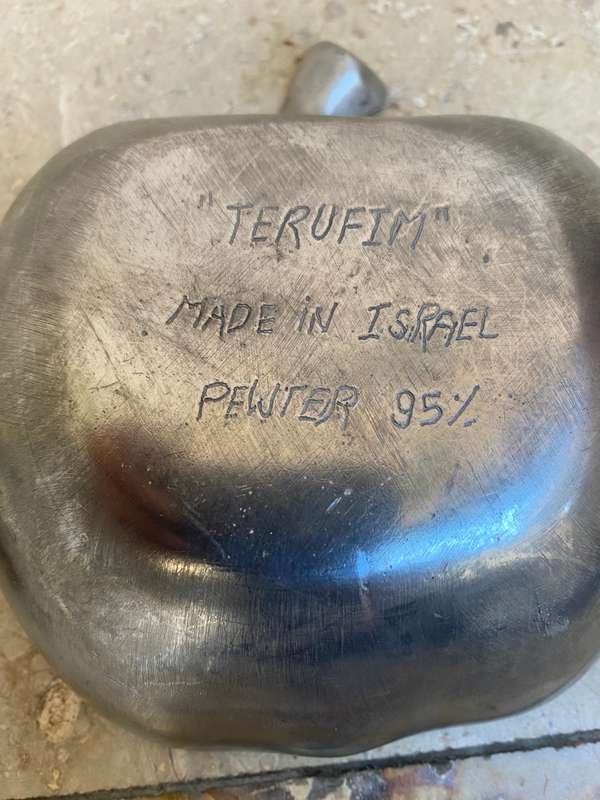 "TERUFIM"
MADE iN ISRAEL
PEWTER 95%